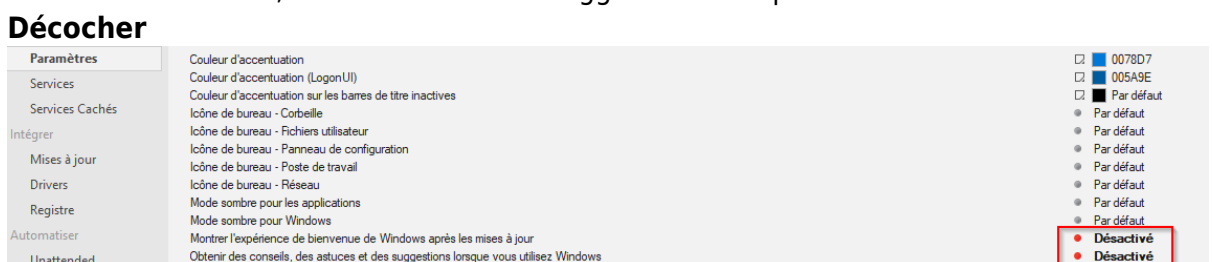 Décocher
Paramètres
Services
Services Cachés
Intégrer
Mises à jour
Drivers
Registre
Automatiser
Unattended
Couleur d'accentuation 0078D7
Couleur d'accentuation (LogonUI) 005A9E
Couleur d'accentuation sur les barres de titre inactives Par défaut
Icône de bureau - Corbeille Par défaut
Icône de bureau - Fichiers utilisateur Par défaut
Icône de bureau - Panneau de configuration Par défaut
Icône de bureau - Poste de travail Par défaut
Icône de bureau - Réseau Par défaut
Mode sombre pour les applications Par défaut
Mode sombre pour Windows Par défaut
Montrer l'expérience de bienvenue de Windows après les mises à jour Désactivé
Obtenir des conseils, des astuces et des suggestions lorsque vous utilisez Windows Désactivé